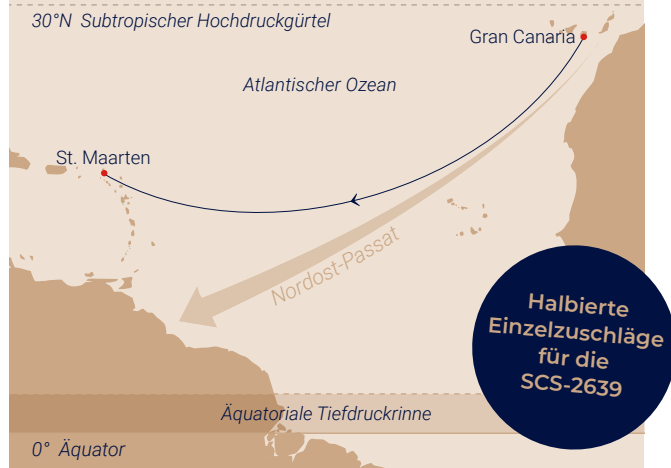 30°N Subtropischer Hochdruckgürtel
Gran Canaria
Atlantischer Ozean
St. Maarten
Nordost-Passat
Halbierte
Einzelzuschläge
für die
SCS-2639
Äquatoriale Tiefdruckrinne
0° Äquator